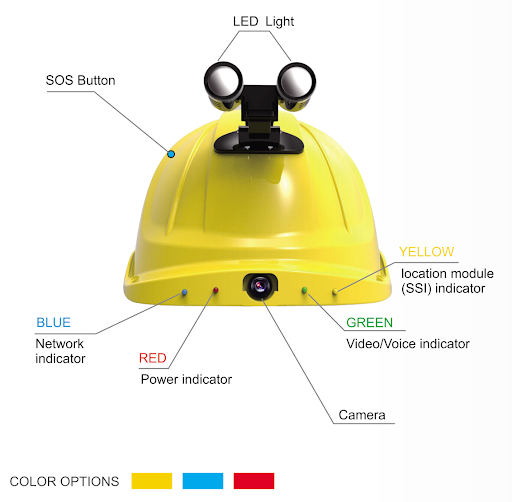 LED Light
SOS Button
YELLOW
location module
(SSI) indicator
BLUE
Network
indicator
GREEN
Video/Voice indicator
RED
Power indicator
Camera
COLOR OPTIONS